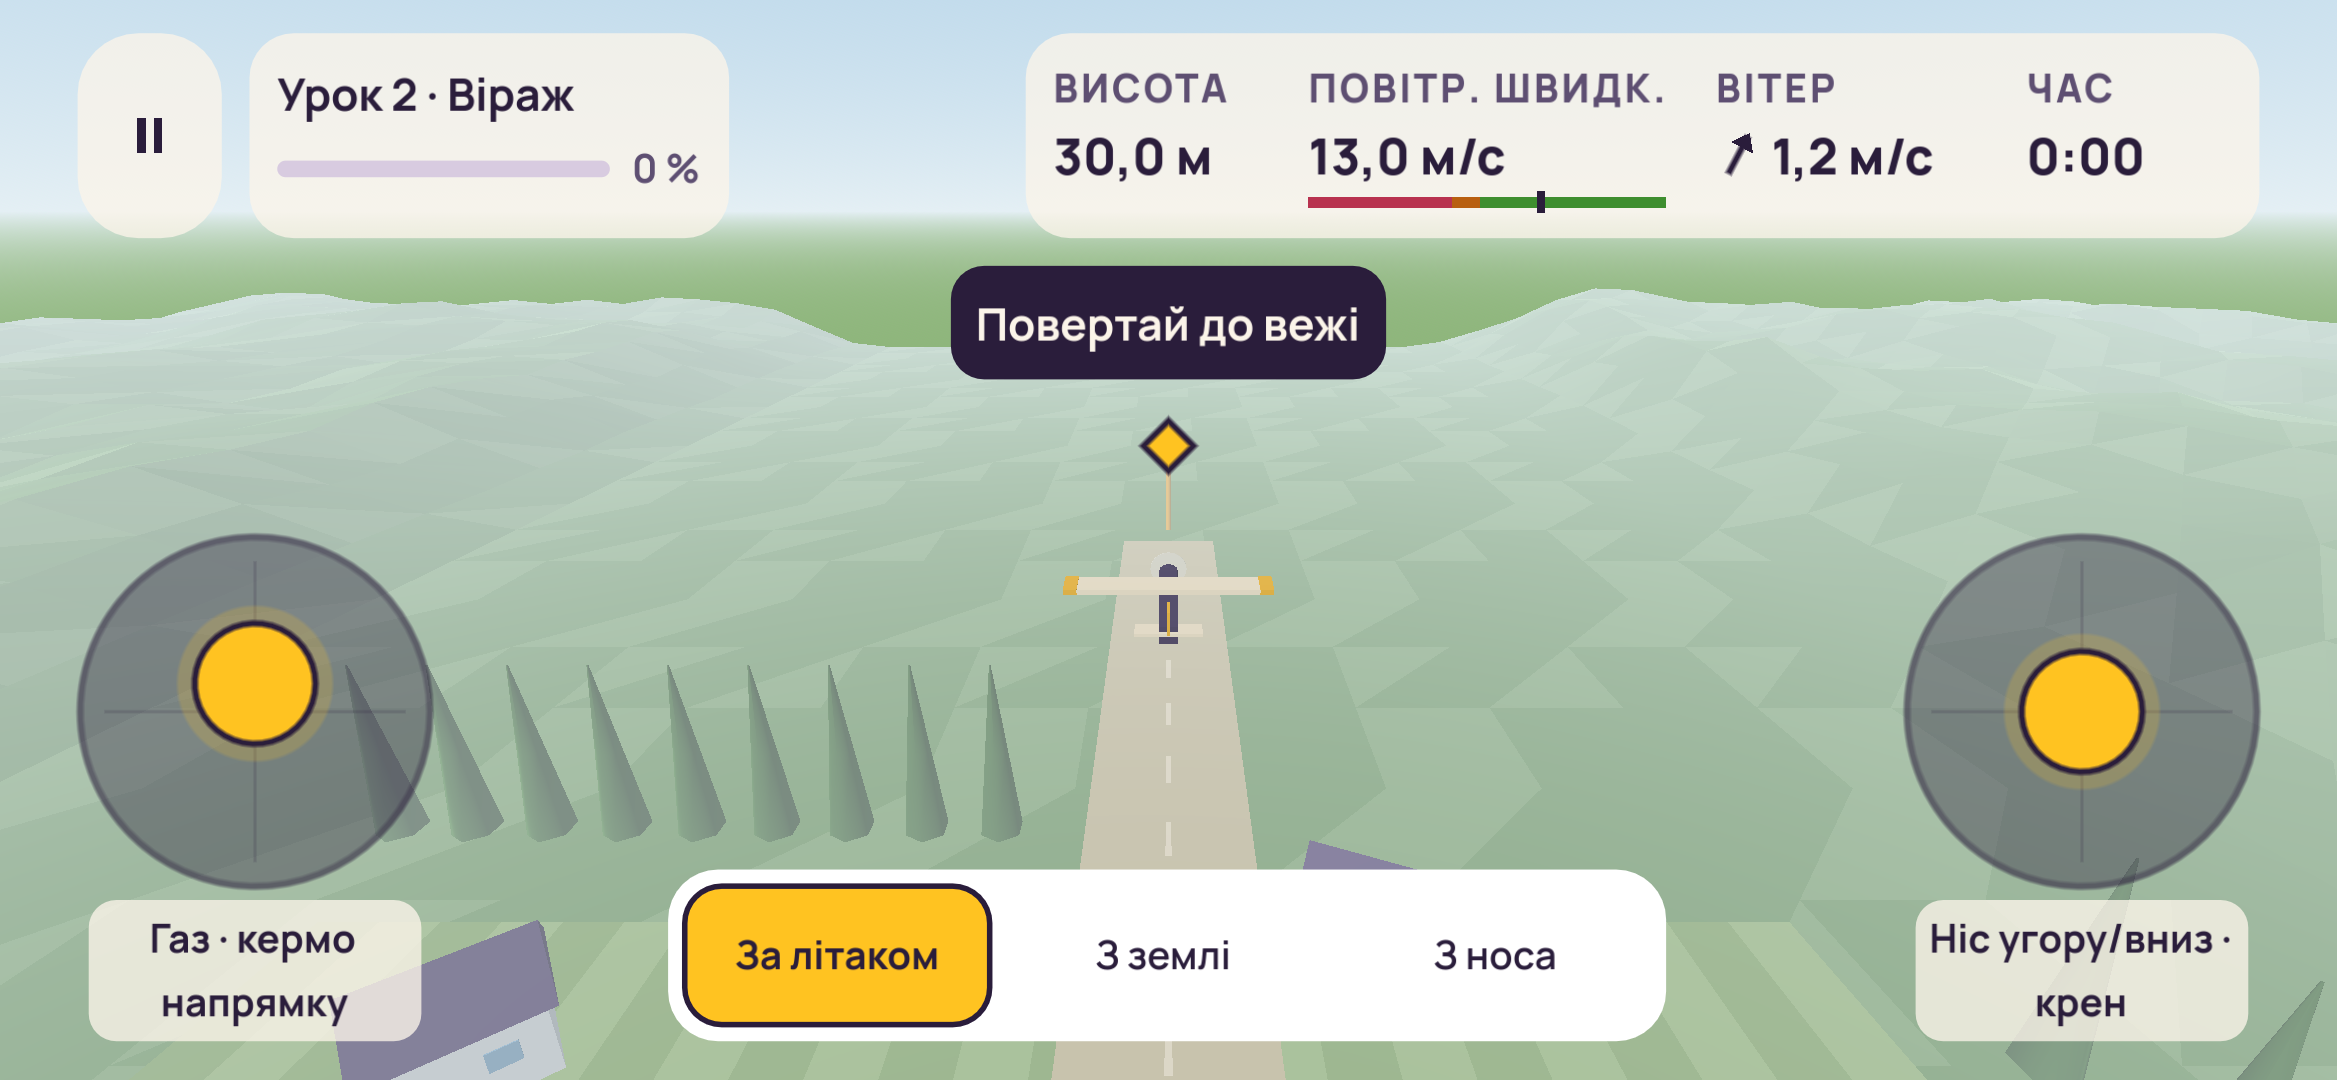 Урок 2 · Віраж
0 %
ВИСОТА
30,0 м
ПОВІТР. ШВИДК.
13,0 м/с
ВІТЕР
1,2 м/с
ЧАС
0:00
Повертай до вежі
Газ · кермо
напрямку
За літаком
З землі
З носа
Ніс угору/вниз ·
крен